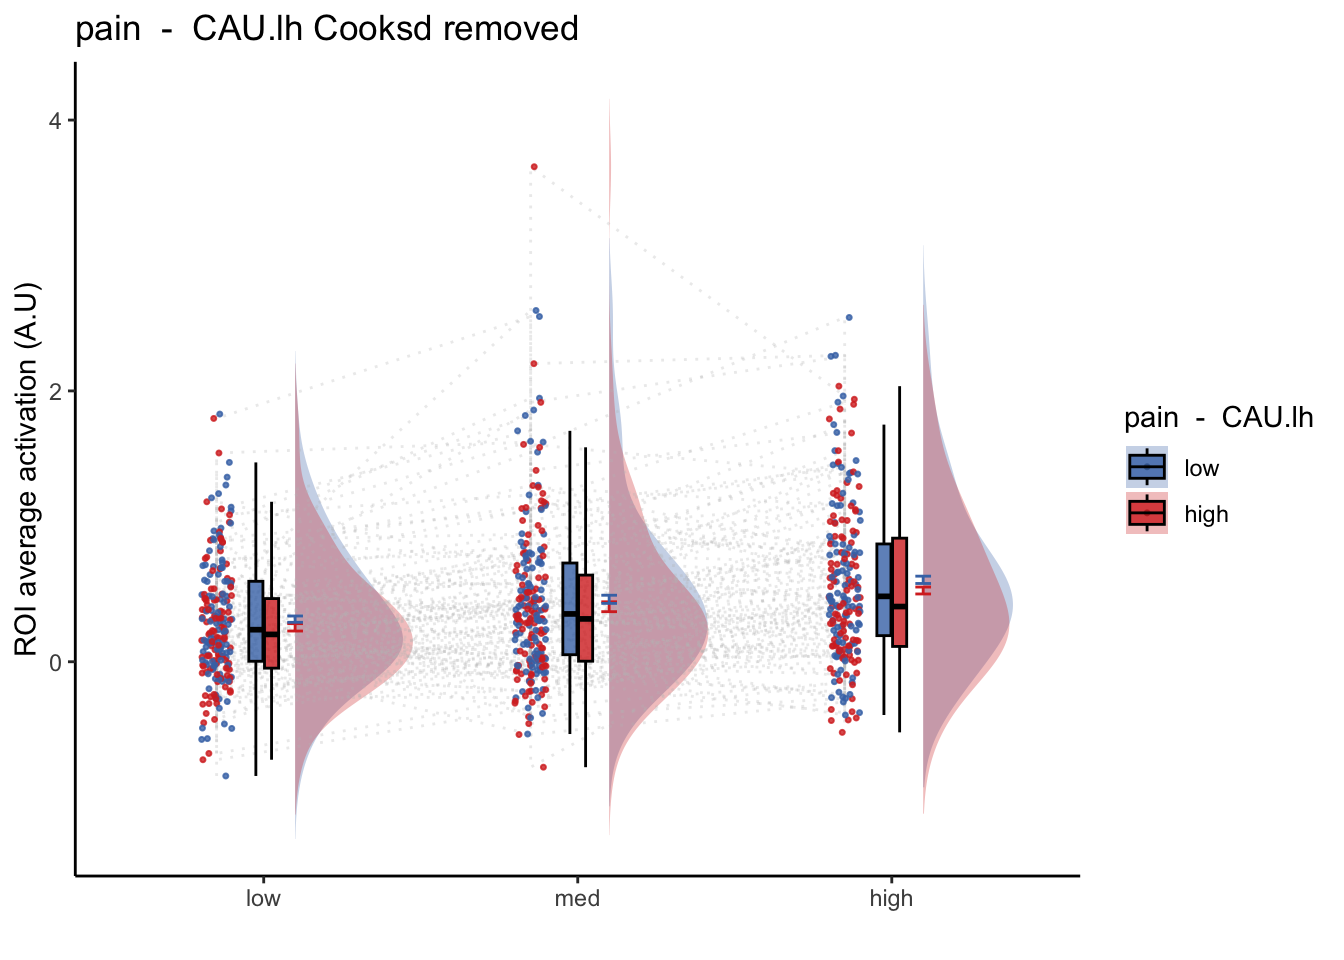 pain  -  CAU.lh Cooksd removed
ROI average activation (A.U)
4
2
0
low
med
high
pain  -  CAU.lh
low
high